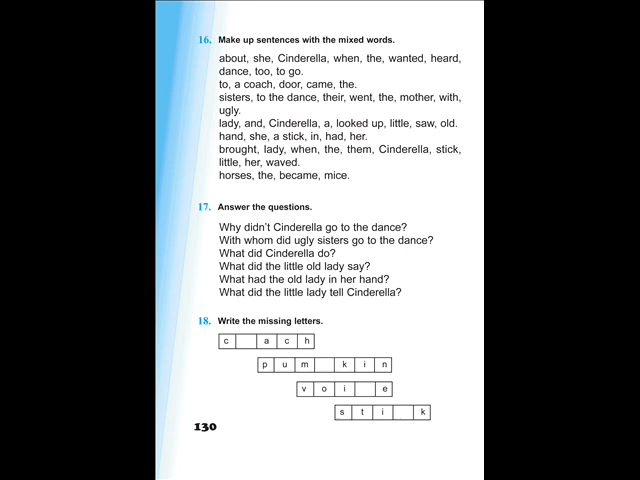 16. Make up sentences with the mixed words.
about, she, Cinderella, when, the, wanted, heard,
dance, too, to go.
to, a coach, door, came, the.
sisters, to the dance, their, went, the, mother, with,
ugly.
lady, and, Cinderella, a, looked up, little, saw, old.
hand, she, a stick, in, had, her.
brought, lady, when, the, them, Cinderella, stick,
little, her, waved.
horses, the, became, mice.
17. Answer the questions.
Why didn't Cinderella go to the dance?
With whom did ugly sisters go to the dance?
What did Cinderella do?
What did the little old lady say?
What had the old lady in her hand?
What did the little lady tell Cinderella?
18. Write the missing letters.
c a c h
p u m k i n
v o i e
s t i k
130